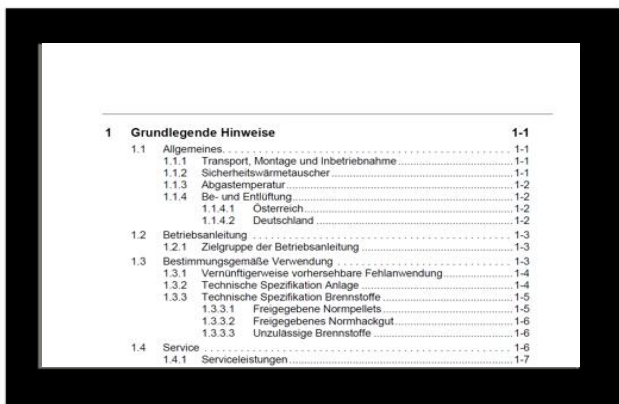 1 Grundlegende Hinweise 1-1
1.1 Allgemeines. . . . . . . . . . . . . . . . . . . . . . . . . . . . . . . . 1-1
1.1.1 Transport, Montage und Inbetriebnahme ................................ 1-1
1.1.2 Sicherheitswärmetauscher ................................ 1-1
1.1.3 Abgastemperatur ................................ 1-2
1.1.4 Be- und Entlüftung ................................ 1-2
1.1.4.1 Österreich ................................ 1-2
1.1.4.2 Deutschland ................................ 1-2
1.2 Betriebsanleitung . . . . . . . . . . . . . . . . . . . . . . . . . . . . . . . . 1-3
1.2.1 Zielgruppe der Betriebsanleitung ................................ 1-3
1.3 Bestimmungsgemäße Verwendung . . . . . . . . . . . . . . . . . . . . . . . . 1-3
1.3.1 Vernünftigerweise vorhersehbare Fehlanwendung ........................ 1-4
1.3.2 Technische Spezifikation Anlage ................................ 1-4
1.3.3 Technische Spezifikation Brennstoffe ................................ 1-5
1.3.3.1 Freigegebene Normpellets ................................ 1-5
1.3.3.2 Freigegebenes Normhackgut ................................ 1-6
1.3.3.3 Unzulässige Brennstoffe ................................ 1-6
1.4 Service . . . . . . . . . . . . . . . . . . . . . . . . . . . . . . . . 1-6
1.4.1 Serviceleistungen ................................ 1-7